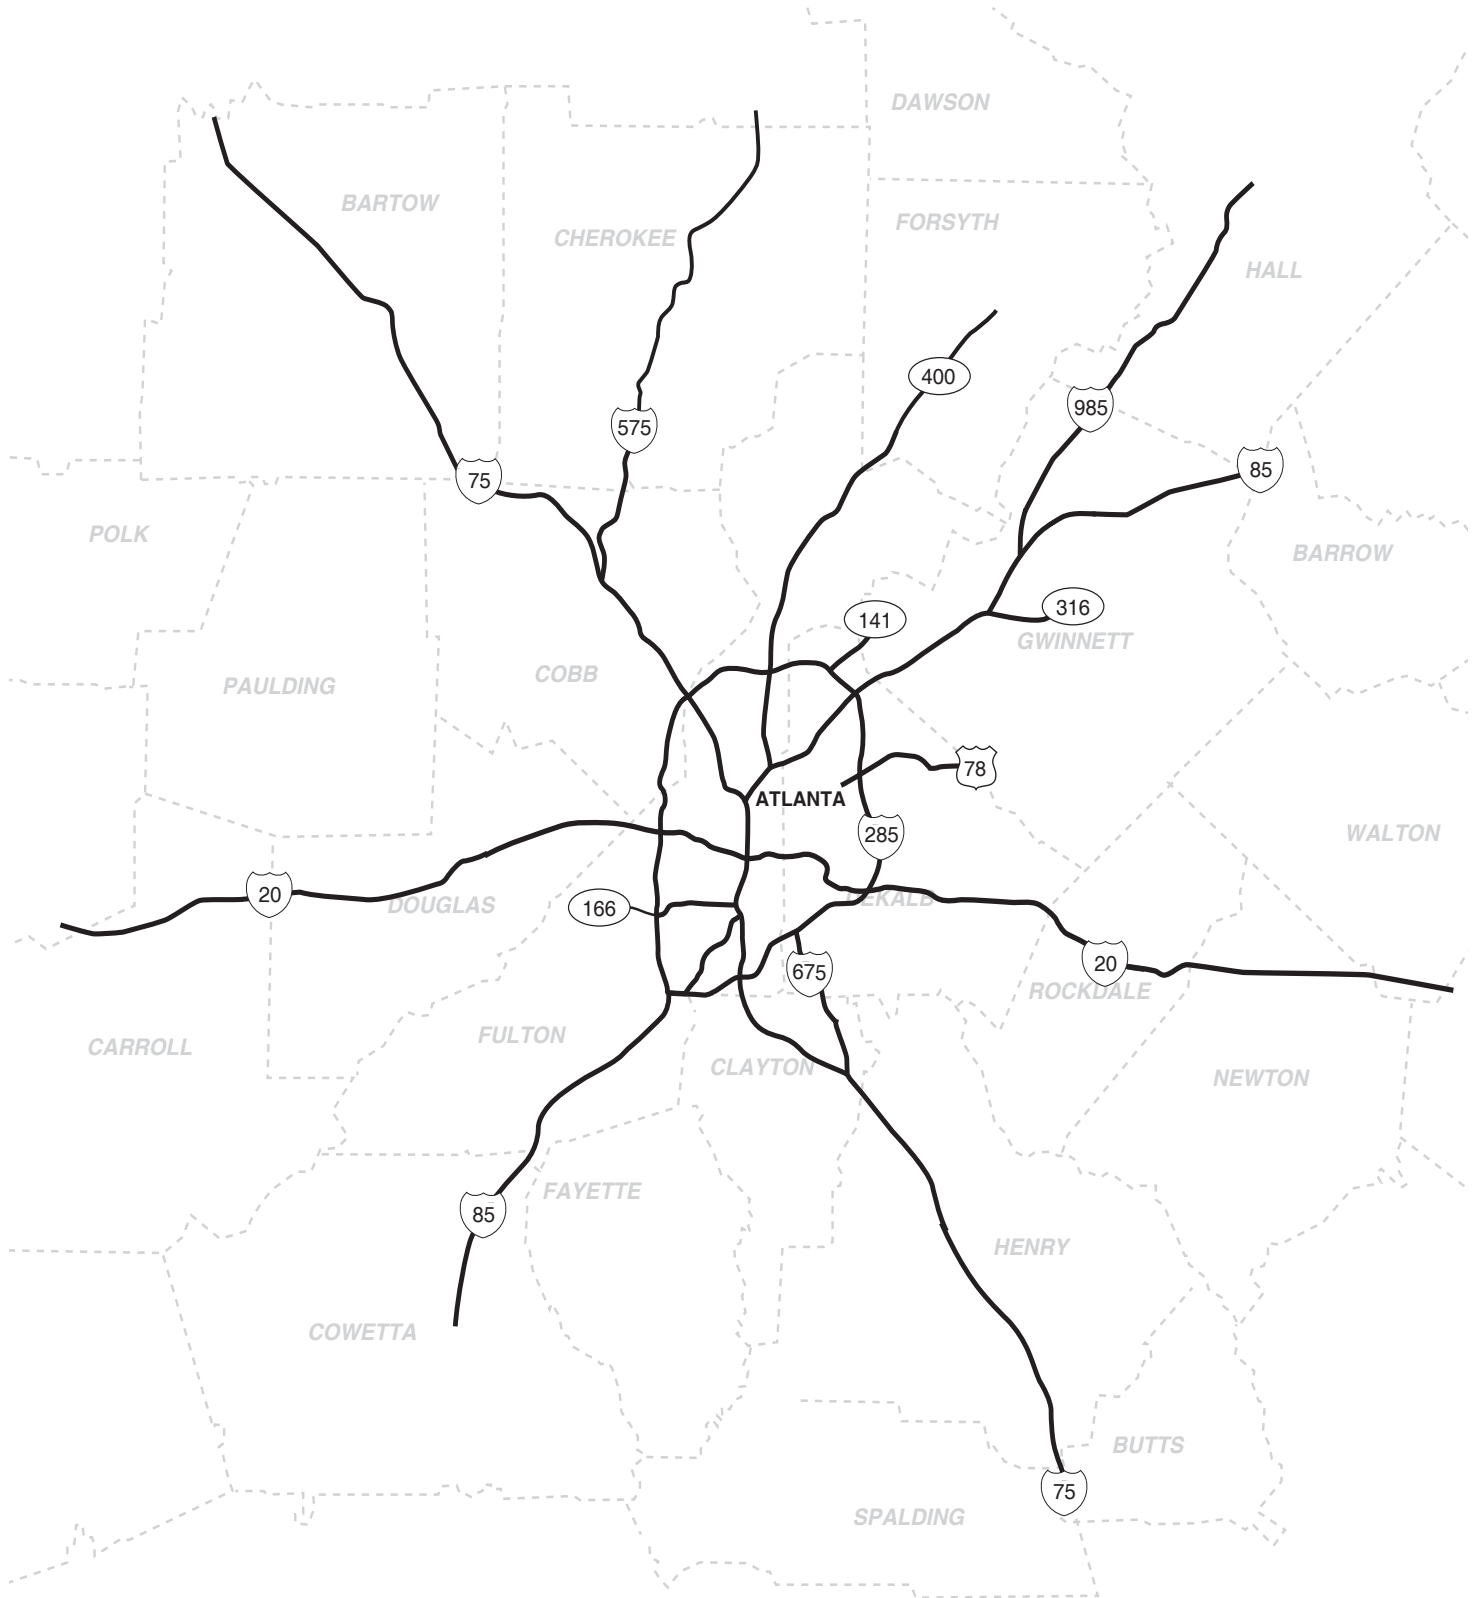 DAWSON
BARTOW
FORSYTH
CHEROKEE
HALL
400
985
575
85
75
POLK
BARROW
316
141
GWINNETT
COBB
PAULDING
78
ATLANTA
285
WALTON
20
DEKALB
DOUGLAS
166
20
675
ROCKDALE
FULTON
CARROLL
CLAYTON
NEWTON
FAYETTE
85
HENRY
COWETTA
BUTTS
75
SPALDING